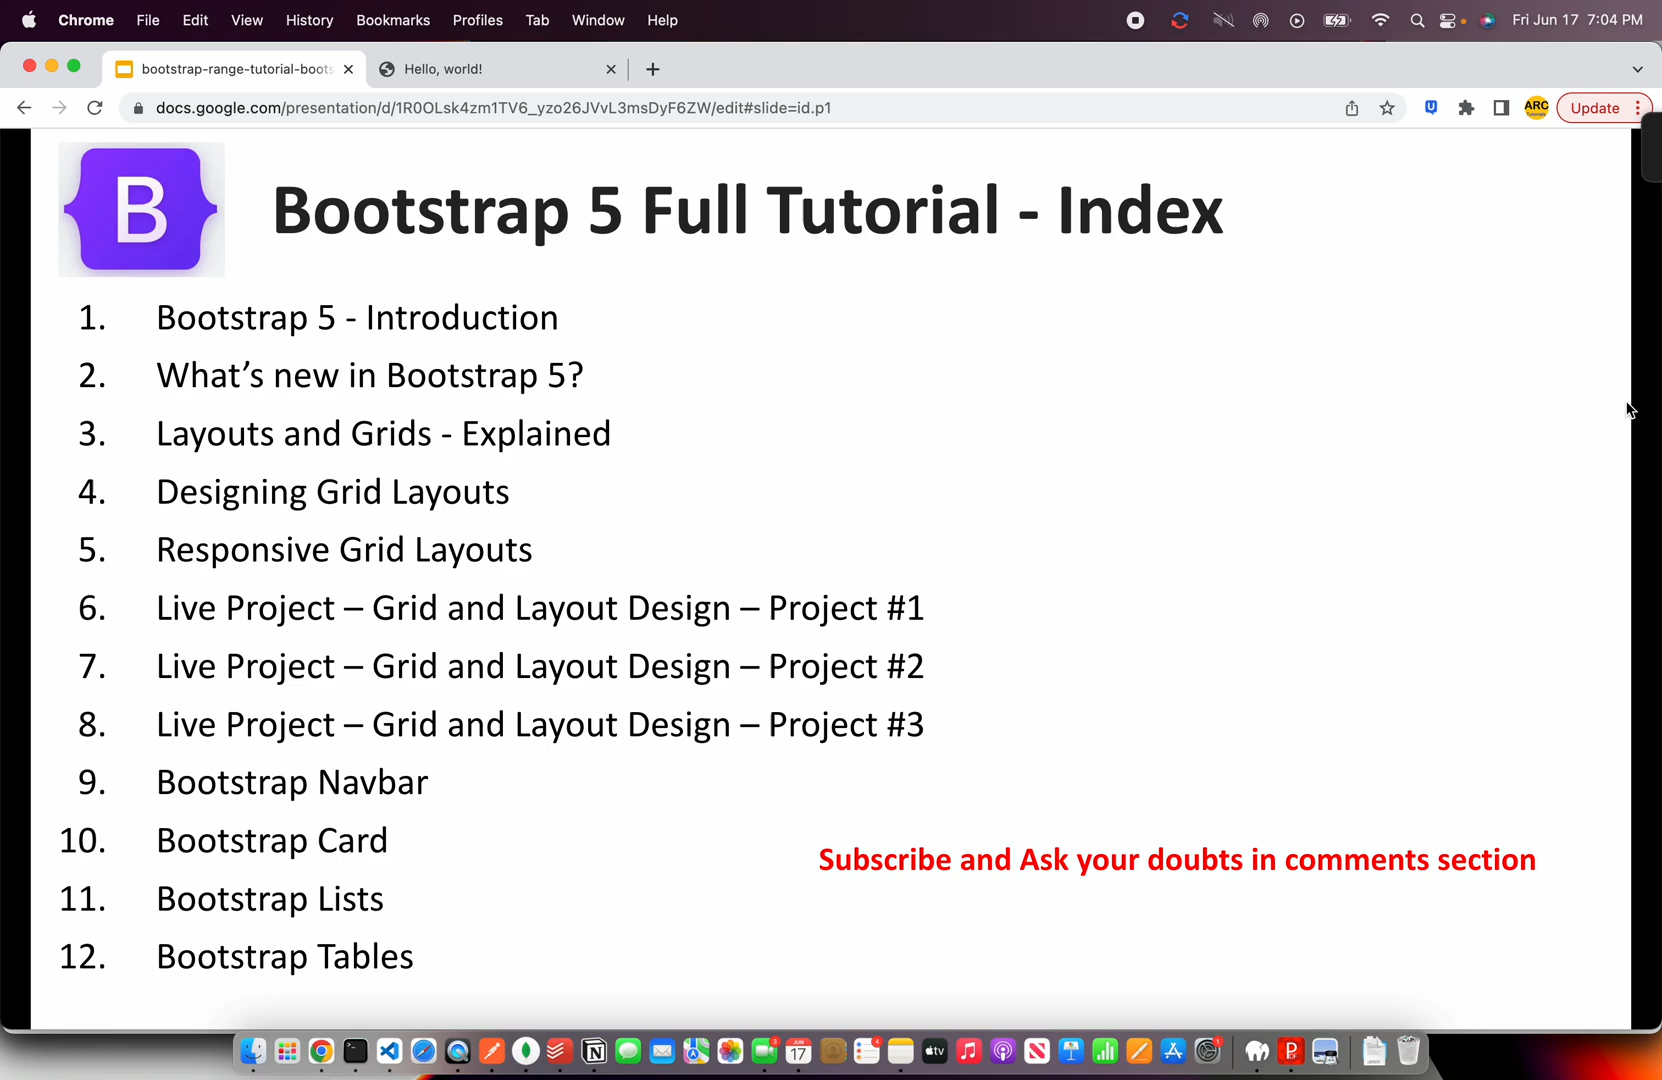 Chrome File Edit View History Bookmarks Profiles Tab Window Help Fri Jun 17 7:04 PM
bootstrap-range-tutorial-boots Hello, world!
docs.google.com/presentation/d/1R0OLsk4zm1TV6_yzo26JVvL3msDyF6ZW/edit#slide=id.p1 ARC Update
B
Bootstrap 5 Full Tutorial - Index
1. Bootstrap 5 - Introduction
2. What’s new in Bootstrap 5?
3. Layouts and Grids - Explained
4. Designing Grid Layouts
5. Responsive Grid Layouts
6. Live Project – Grid and Layout Design – Project #1
7. Live Project – Grid and Layout Design – Project #2
8. Live Project – Grid and Layout Design – Project #3
9. Bootstrap Navbar
10. Bootstrap Card
Subscribe and Ask your doubts in comments section
11. Bootstrap Lists
12. Bootstrap Tables
17 tv